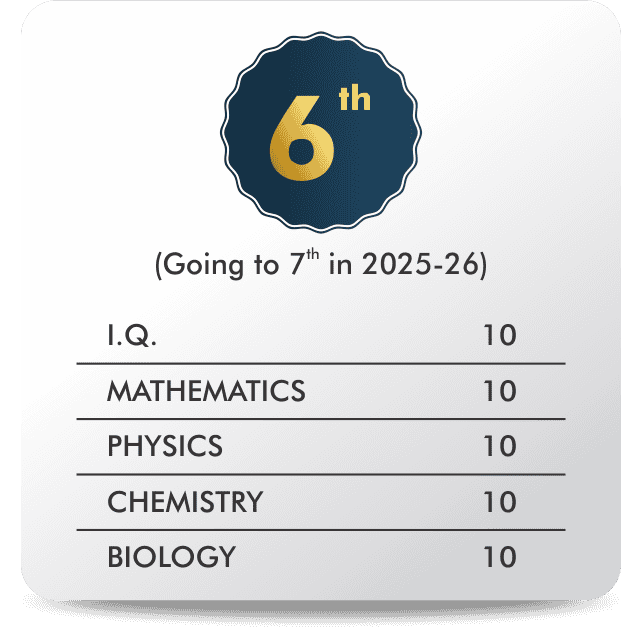 6th
(Going to 7th in 2025-26)
I.Q. 10
MATHEMATICS 10
PHYSICS 10
CHEMISTRY 10
BIOLOGY 10